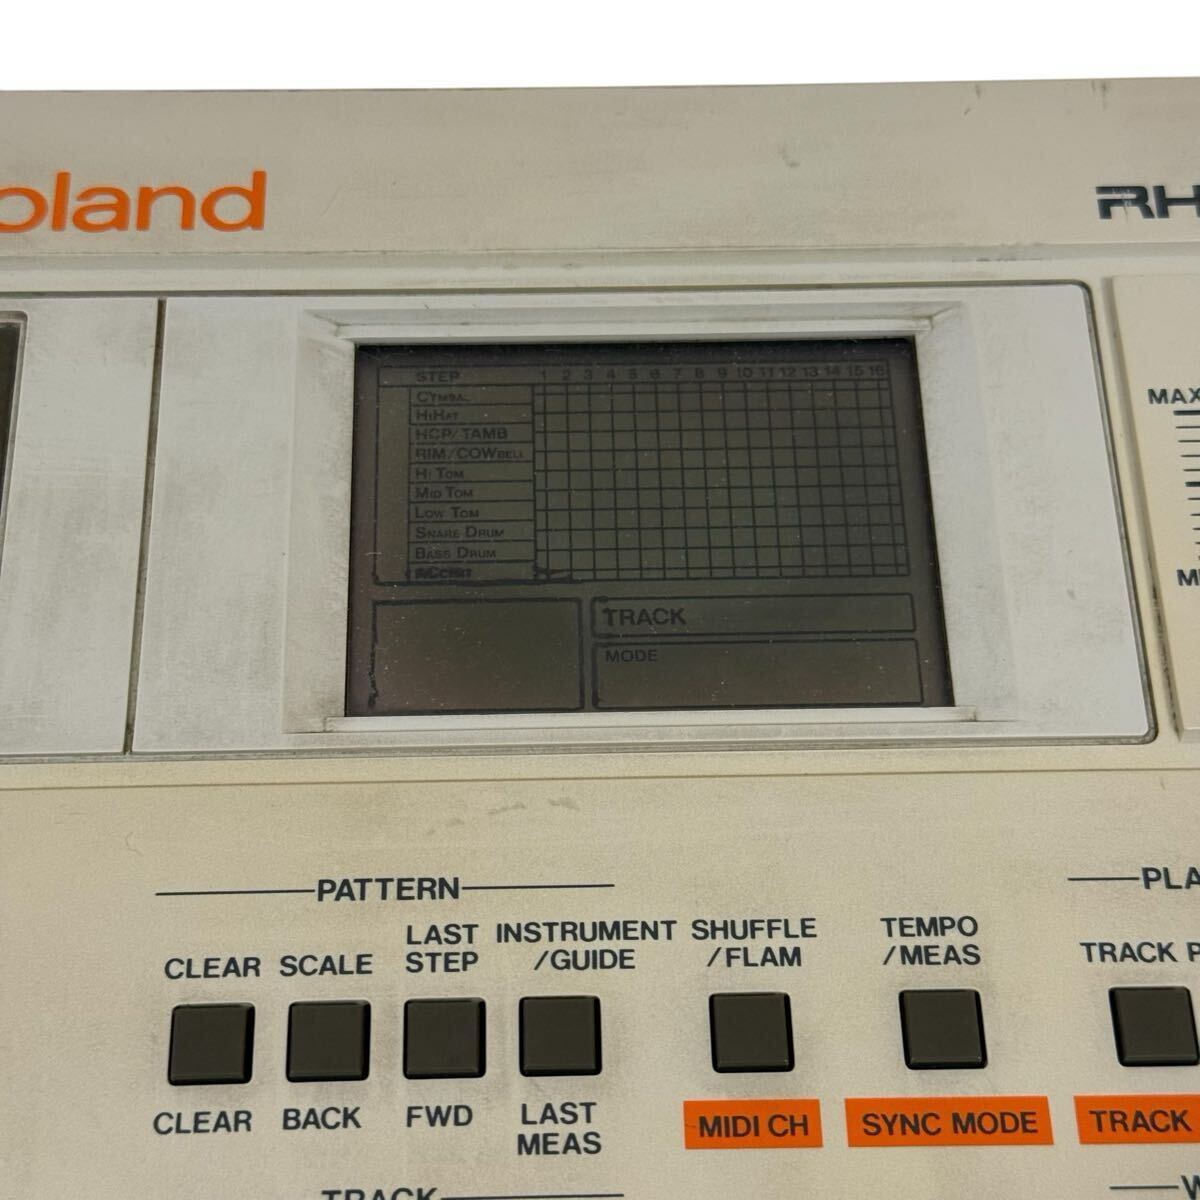 oland
RH
STEP 1 2 3 4 5 6 7 8 9 10 11 12 13 14 15 16
CYMBAL
HIHAT
HCP/TAMB
RIM/COWBELL
HI TOM
MID TOM
LOW TOM
SNARE DRUM
BASS DRUM
ACCENT
TRACK
MODE
MAX
PATTERN
PLA
CLEAR
SCALE
LAST
STEP
INSTRUMENT
/GUIDE
SHUFFLE
/FLAM
TEMPO
/MEAS
TRACK P
CLEAR
BACK
FWD
LAST
MEAS
MIDI CH
SYNC MODE
TRACK
TRACK